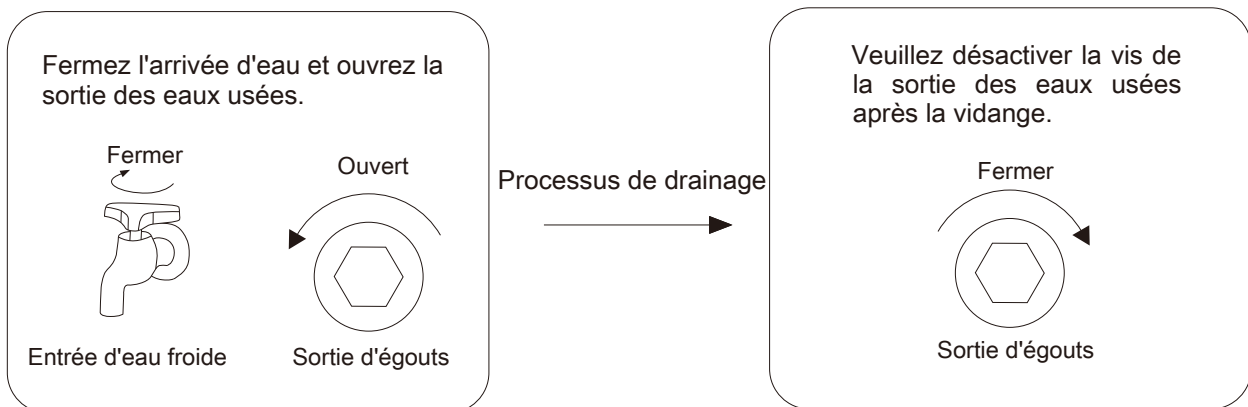 Fermez l'arrivée d'eau et ouvrez la
sortie des eaux usées.
Fermer
Ouvert
Entrée d'eau froide
Sortie d'égouts
Processus de drainage
Veuillez désactiver la vis de
la sortie des eaux usées
après la vidange.
Fermer
Sortie d'égouts